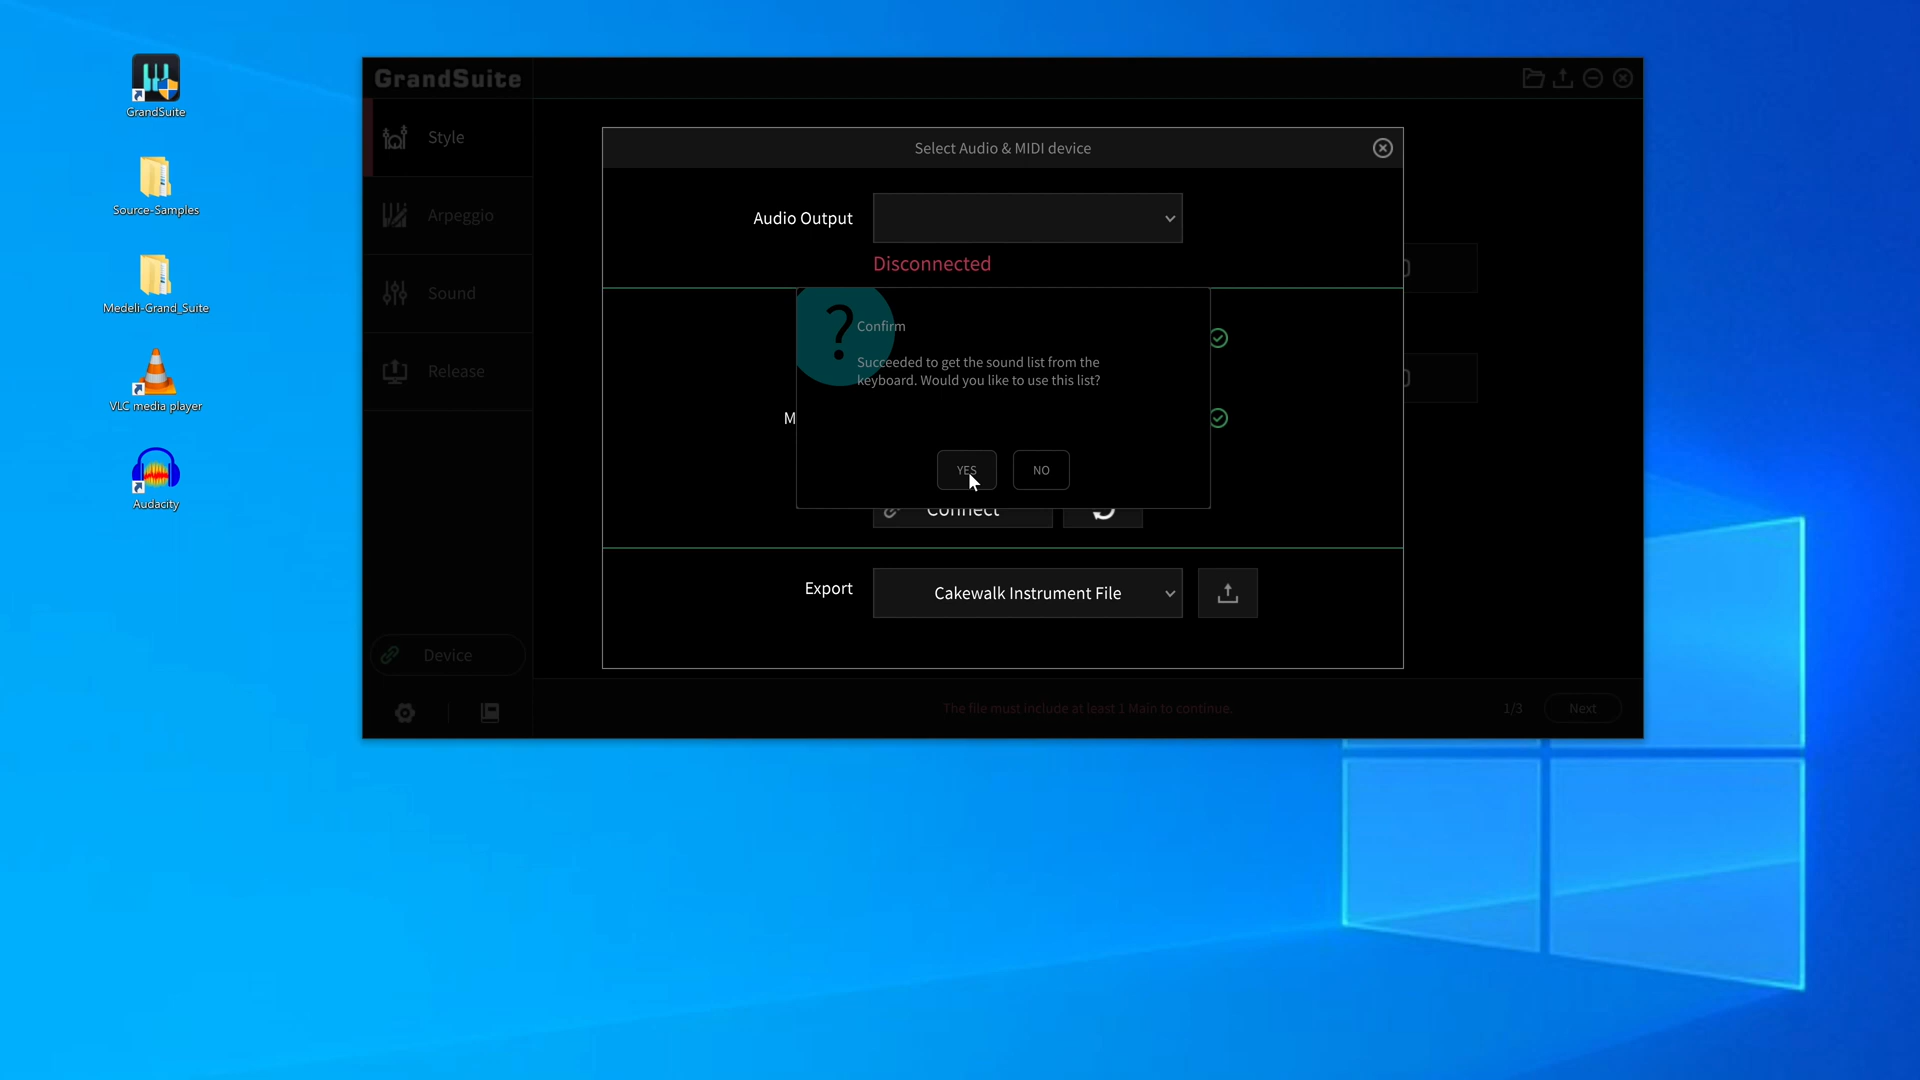 GrandSuite
Source-Samples
Medeli-Grand_Suite
VLC media player
Audacity
GrandSuite
Style
Arpeggio
Sound
Release
Device
Select Audio & MIDI device
Audio Output
Disconnected
M
Confirm
Succeeded to get the sound list from the
keyboard. Would you like to use this list?
YES
NO
Connect
Export
Cakewalk Instrument File
The file must include at least 1 Main to continue.
1/3
Next